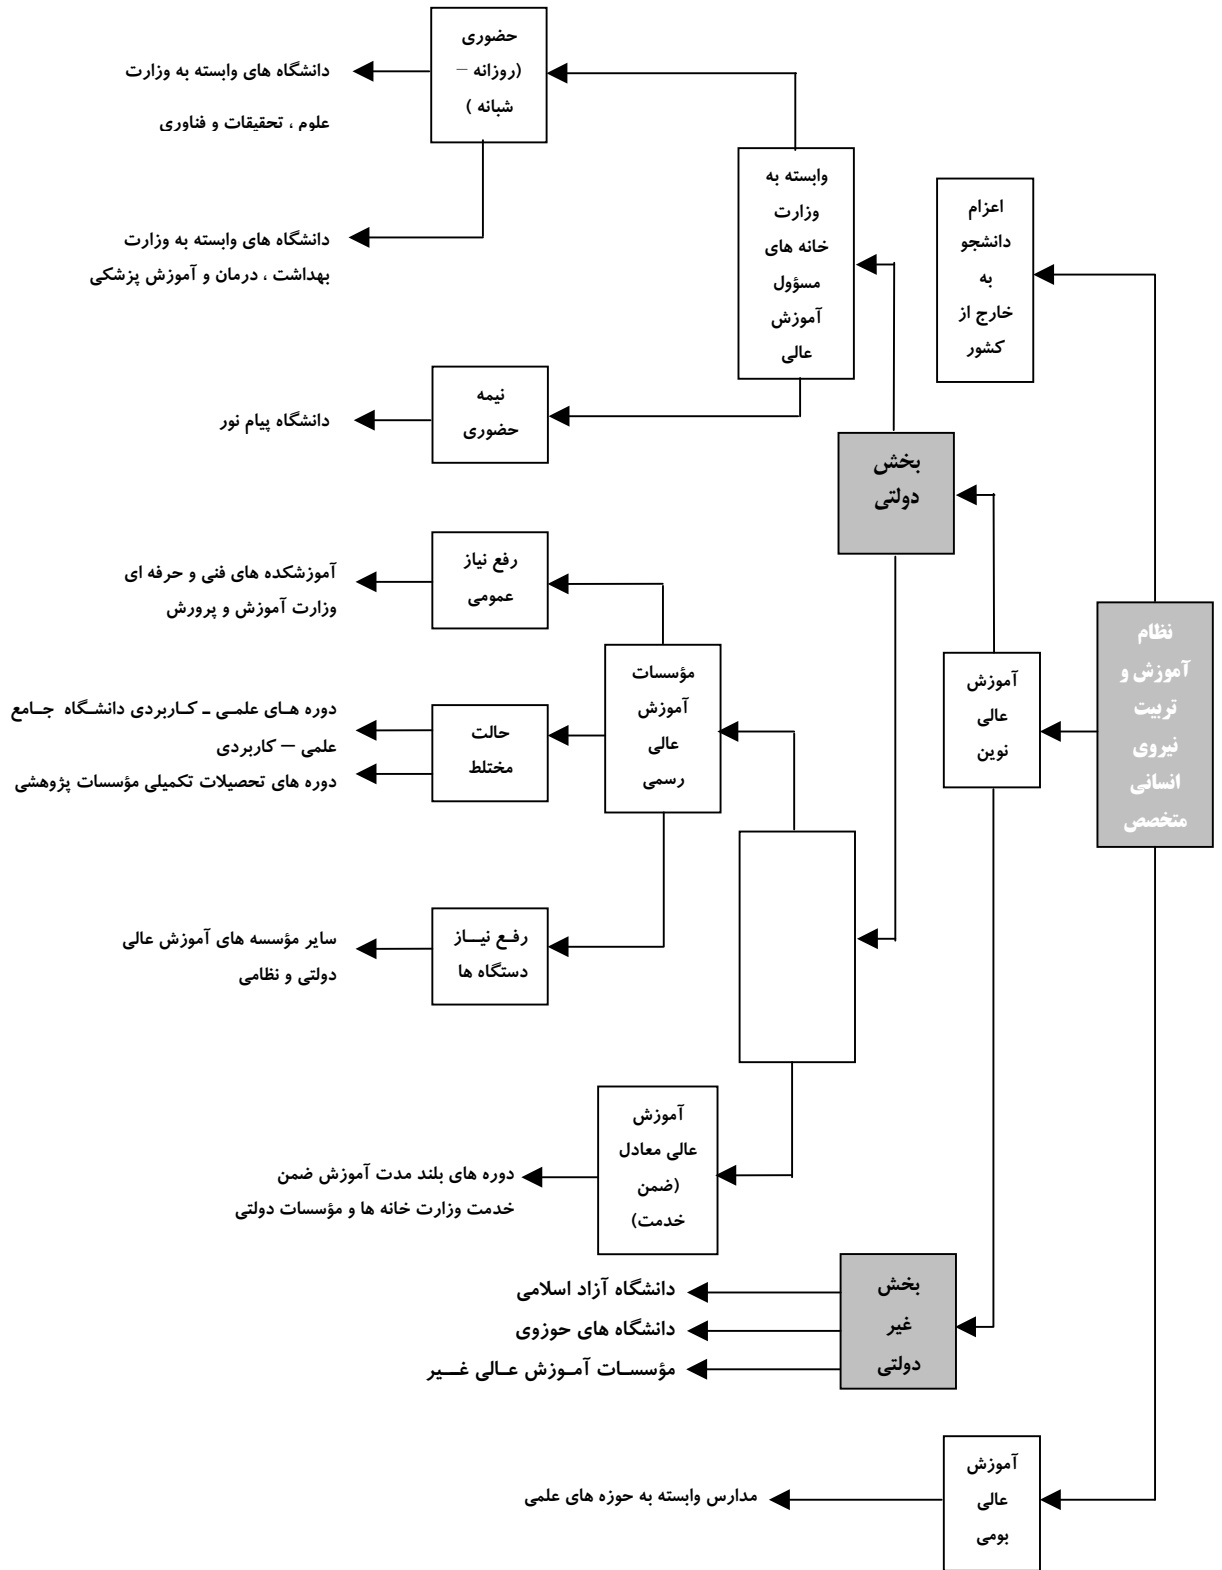 حضوری
(روزانه –
شبانه )
دانشگاه های وابسته به وزارت
علوم ، تحقیقات و فناوری
دانشگاه های وابسته به وزارت
بهداشت ، درمان و آموزش پزشکی
وابسته به
وزارت
خانه های
مسؤول
آموزش
عالی
اعزام
دانشجو
به
خارج از
کشور
نیمه
حضوری
دانشگاه پیام نور
بخش
دولتی
رفع نیاز
عمومی
آموزشکده های فنی و حرفه ای
وزارت آموزش و پرورش
نظام
آموزش و
تربیت
نیروی
انسانی
متخصص
آموزش
عالی
نوین
مؤسسات
آموزش
عالی
رسمی
حالت
مختلط
دوره هـای علمـی ـ کـاربردی دانشـگاه جـامع
علمی – کاربردی
دوره های تحصیلات تکمیلی مؤسسات پژوهشی
رفـع نیـــاز
دستگاه ها
سایر مؤسسه های آموزش عالی
دولتی و نظامی
آموزش
عالی معادل
(ضمن
خدمت)
دوره های بلند مدت آموزش ضمن
خدمت وزارت خانه ها و مؤسسات دولتی
بخش
غیر
دولتی
دانشگاه آزاد اسلامی
دانشگاه های حوزوی
مؤسسـات آمـوزش عـالی غــیر
آموزش
عالی
بومی
مدارس وابسته به حوزه های علمی